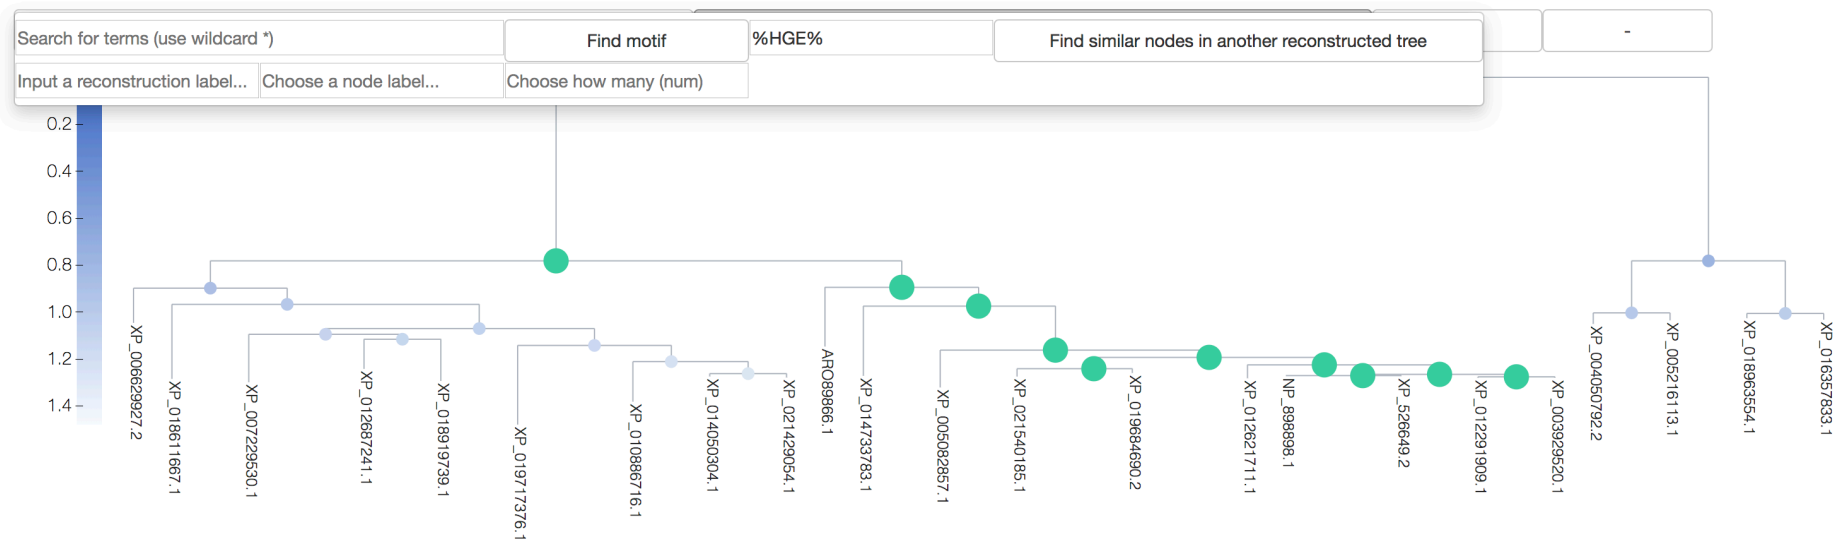 Search for terms (use wildcard *)
Find motif
%HGE%
Find similar nodes in another reconstructed tree
-
Input a reconstruction label...
Choose a node label...
Choose how many (num)
0.2
0.4
0.6
0.8
1.0
1.2
1.4
XP_006629927.2
XP_018611667.1
XP_007229530.1
XP_012687241.1
XP_018919739.1
XP_019717376.1
XP_010886716.1
XP_014050304.1
XP_021429054.1
ARO89866.1
XP_014733783.1
XP_005082857.1
XP_021540185.1
XP_019684690.2
XP_012621711.1
NP_898898.1
XP_526649.2
XP_012291909.1
XP_003929520.1
XP_004050792.2
XP_005216113.1
XP_018963554.1
XP_016357833.1